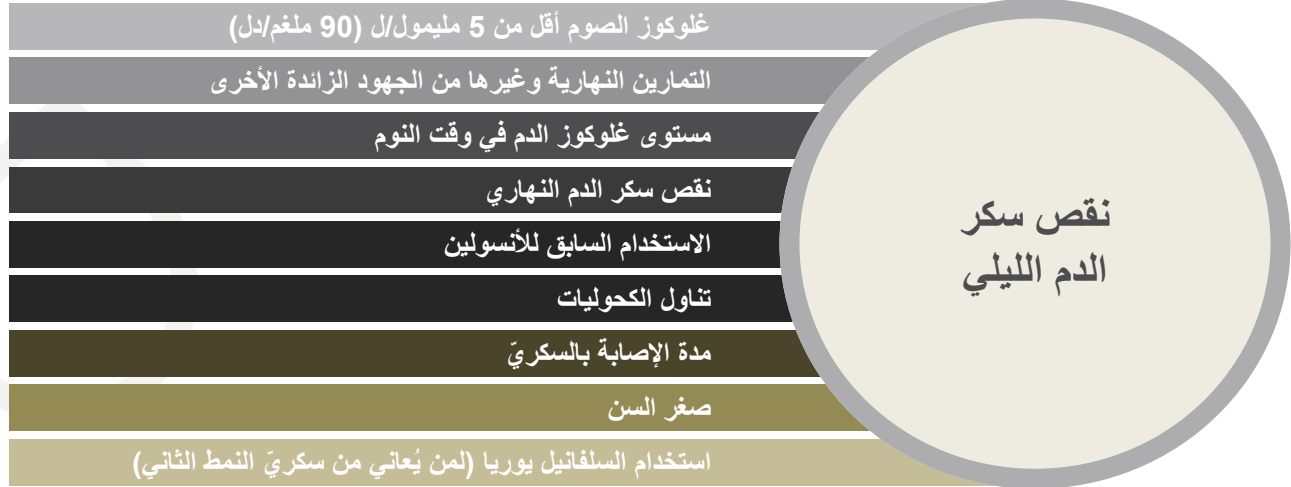 نقص سكر
الدم الليلي
غلوكوز الصوم أقل من 5 مليمول/ل (90 ملغم/دل)
التمارين النهارية وغيرها من الجهود الزائدة الأخرى
مستوى غلوكوز الدم في وقت النوم
نقص سكر الدم النهاري
الاستخدام السابق للأنسولين
تناول الكحوليات
مدة الإصابة بالسكريّ
صغر السن
استخدام السلفانيل يوريا (لمن يُعاني من سكريّ النمط الثاني)